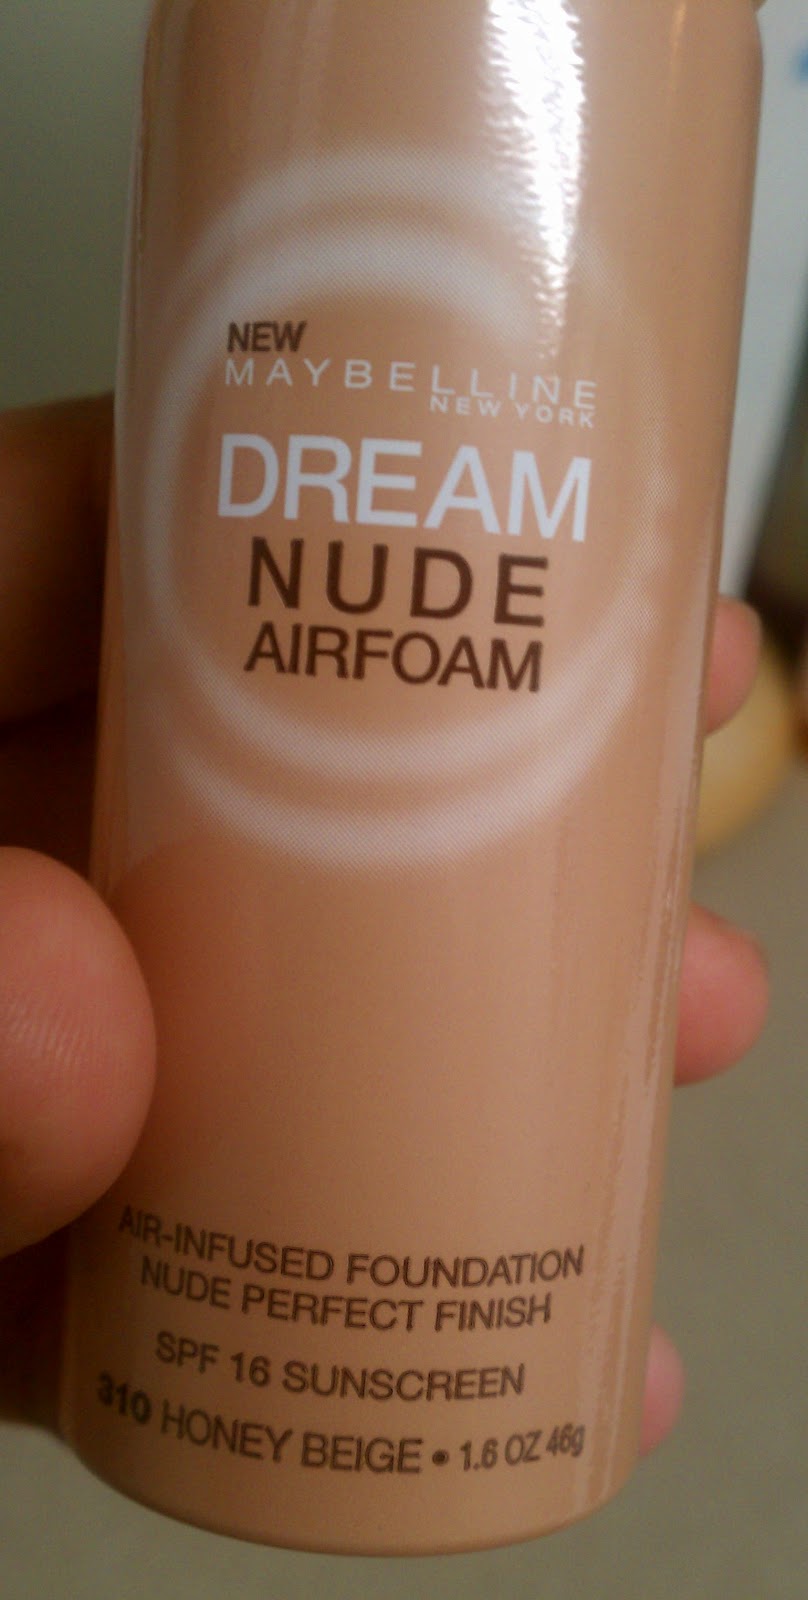 NEW
MAYBELLINE
NEW YORK
DREAM
NUDE
AIRFOAM
AIR-INFUSED FOUNDATION
NUDE PERFECT FINISH
SPF 16 SUNSCREEN
310 HONEY BEIGE • 1.6 OZ 46g